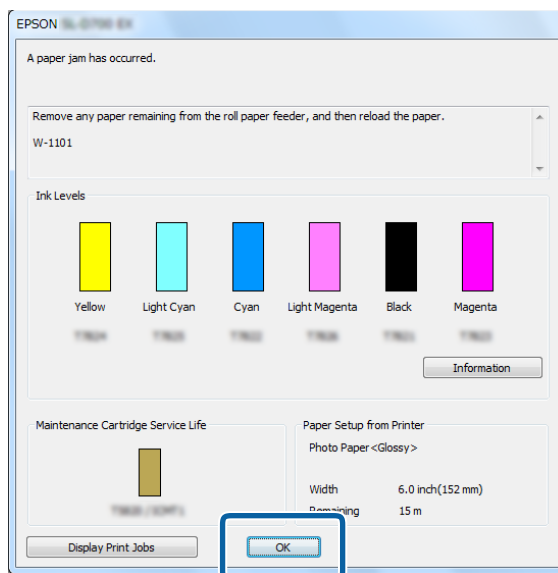 EPSON
A paper jam has occurred.
Remove any paper remaining from the roll paper feeder, and then reload the paper.
W-1101
Ink Levels
Yellow Light Cyan Cyan Light Magenta Black Magenta
Information
Maintenance Cartridge Service Life
Paper Setup from Printer
Photo Paper<Glossy>
Width 6.0 inch(152 mm)
Remaining 15 m
Display Print Jobs
OK